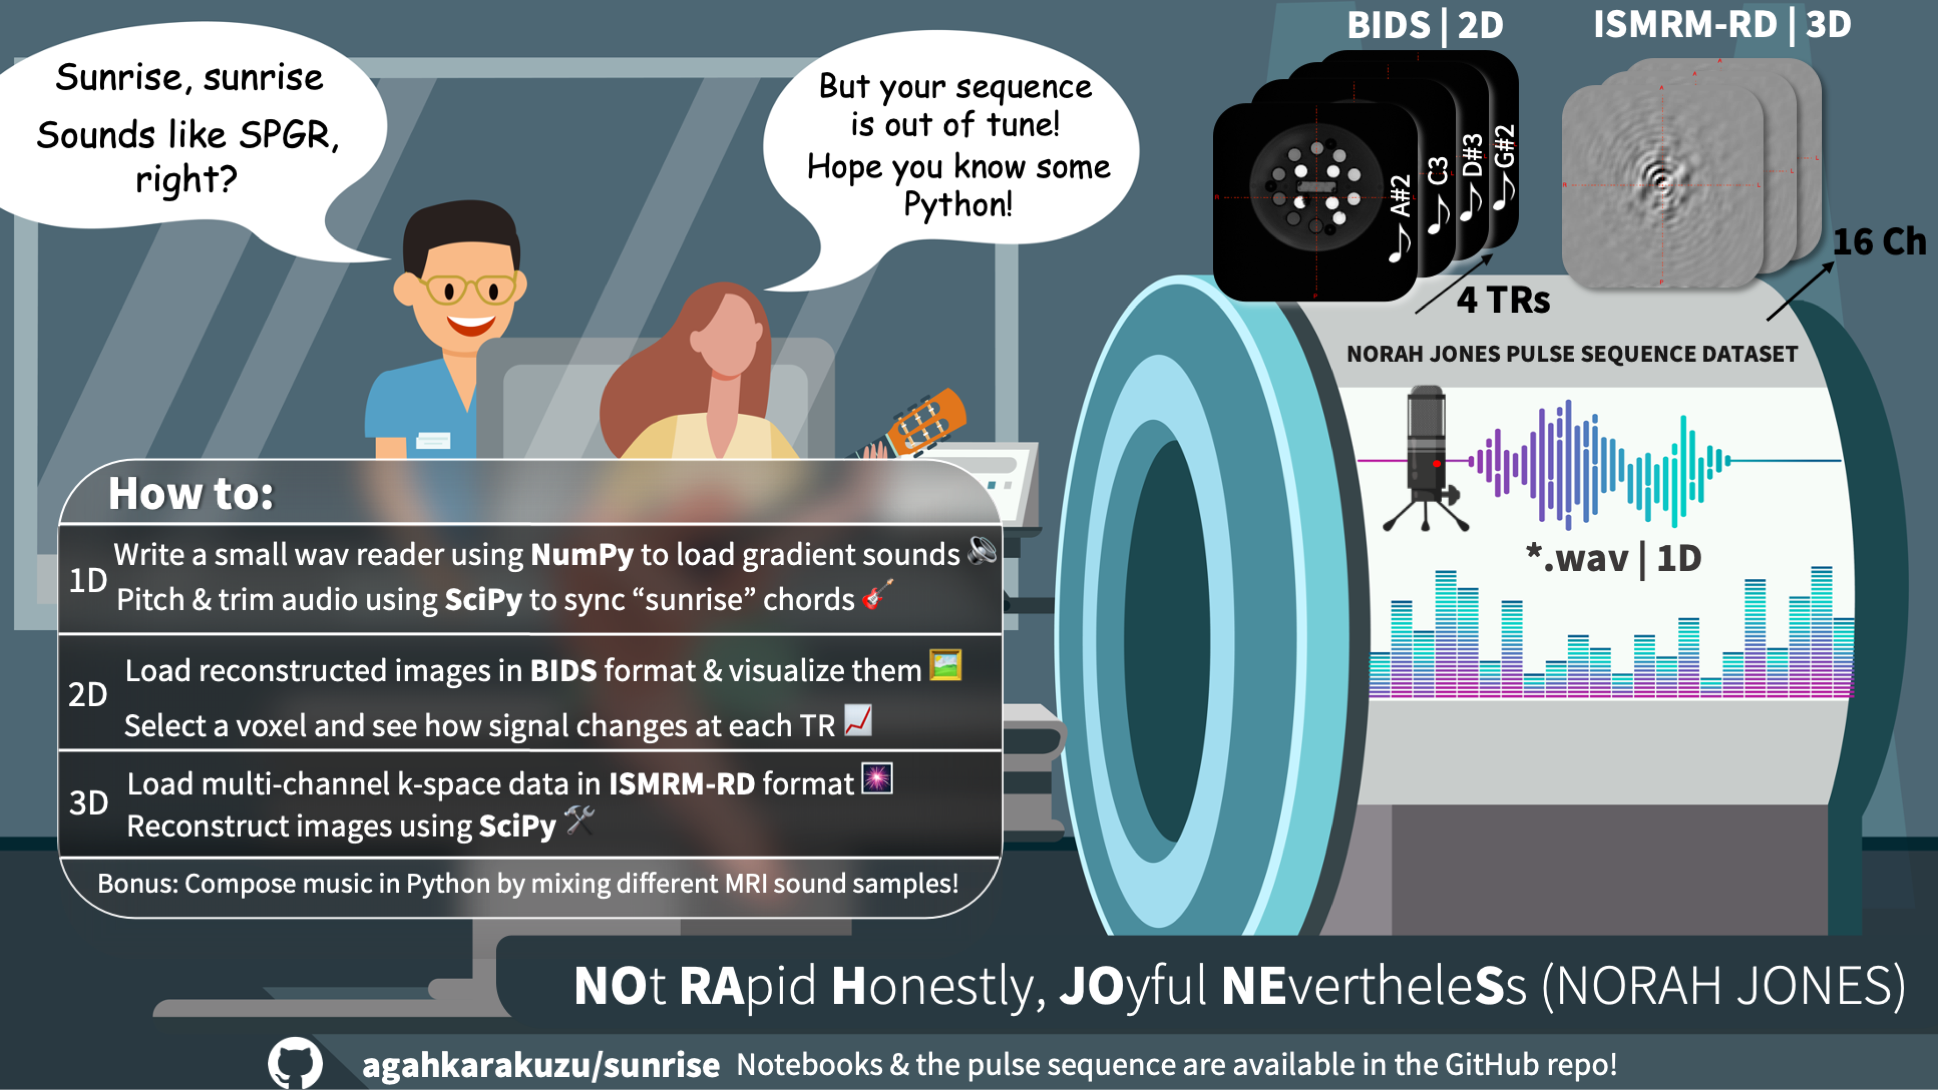 Sunrise, sunrise
Sounds like SPGR,
right?
But your sequence
is out of tune!
Hope you know some
Python!
BIDS | 2D
ISMRM-RD | 3D
A#2
C3
D#3
G#2
4 TRs
16 Ch
NORAH JONES PULSE SEQUENCE DATASET
*.wav | 1D
How to:
1D
Write a small wav reader using NumPy to load gradient sounds
Pitch & trim audio using SciPy to sync “sunrise” chords
2D
Load reconstructed images in BIDS format & visualize them
Select a voxel and see how signal changes at each TR
3D
Load multi-channel k-space data in ISMRM-RD format
Reconstruct images using SciPy
Bonus: Compose music in Python by mixing different MRI sound samples!
NOt RApid Honestly, JOyful NEvertheleSs (NORAH JONES)
agahkarakuzu/sunrise Notebooks & the pulse sequence are available in the GitHub repo!